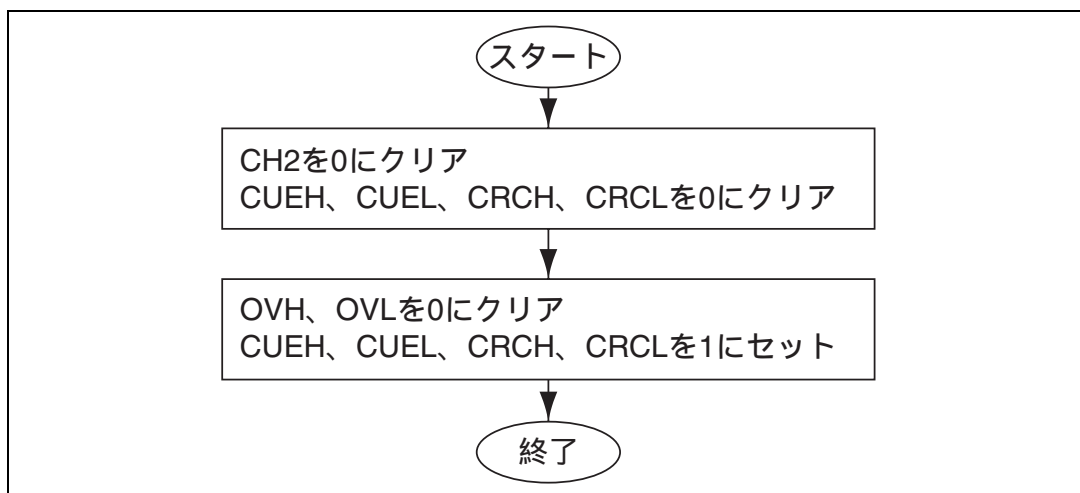 スタート
CH2を0にクリア
CUEH、CUEL、CRCH、CRCLを0にクリア
OVH、OVLを0にクリア
CUEH、CUEL、CRCH、CRCLを1にセット
終了